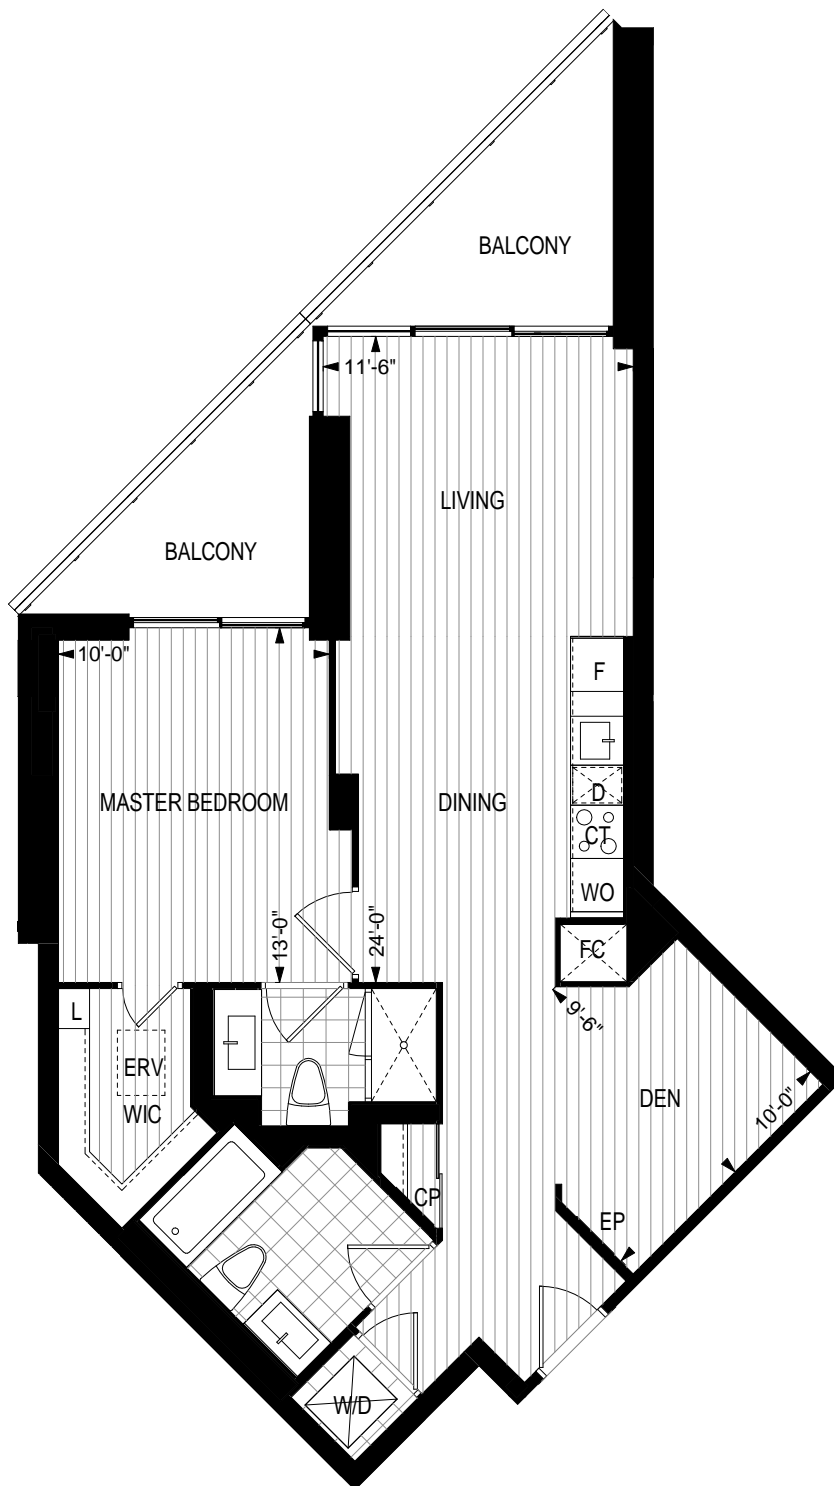 BALCONY
11'-6"
LIVING
BALCONY
10'-0"
F
MASTER BEDROOM
DINING
D
CT
WO
13'-0"
24'-0"
FC
L
9'-6"
ERV
WIC
DEN
10'-0"
CP
EP
W/D